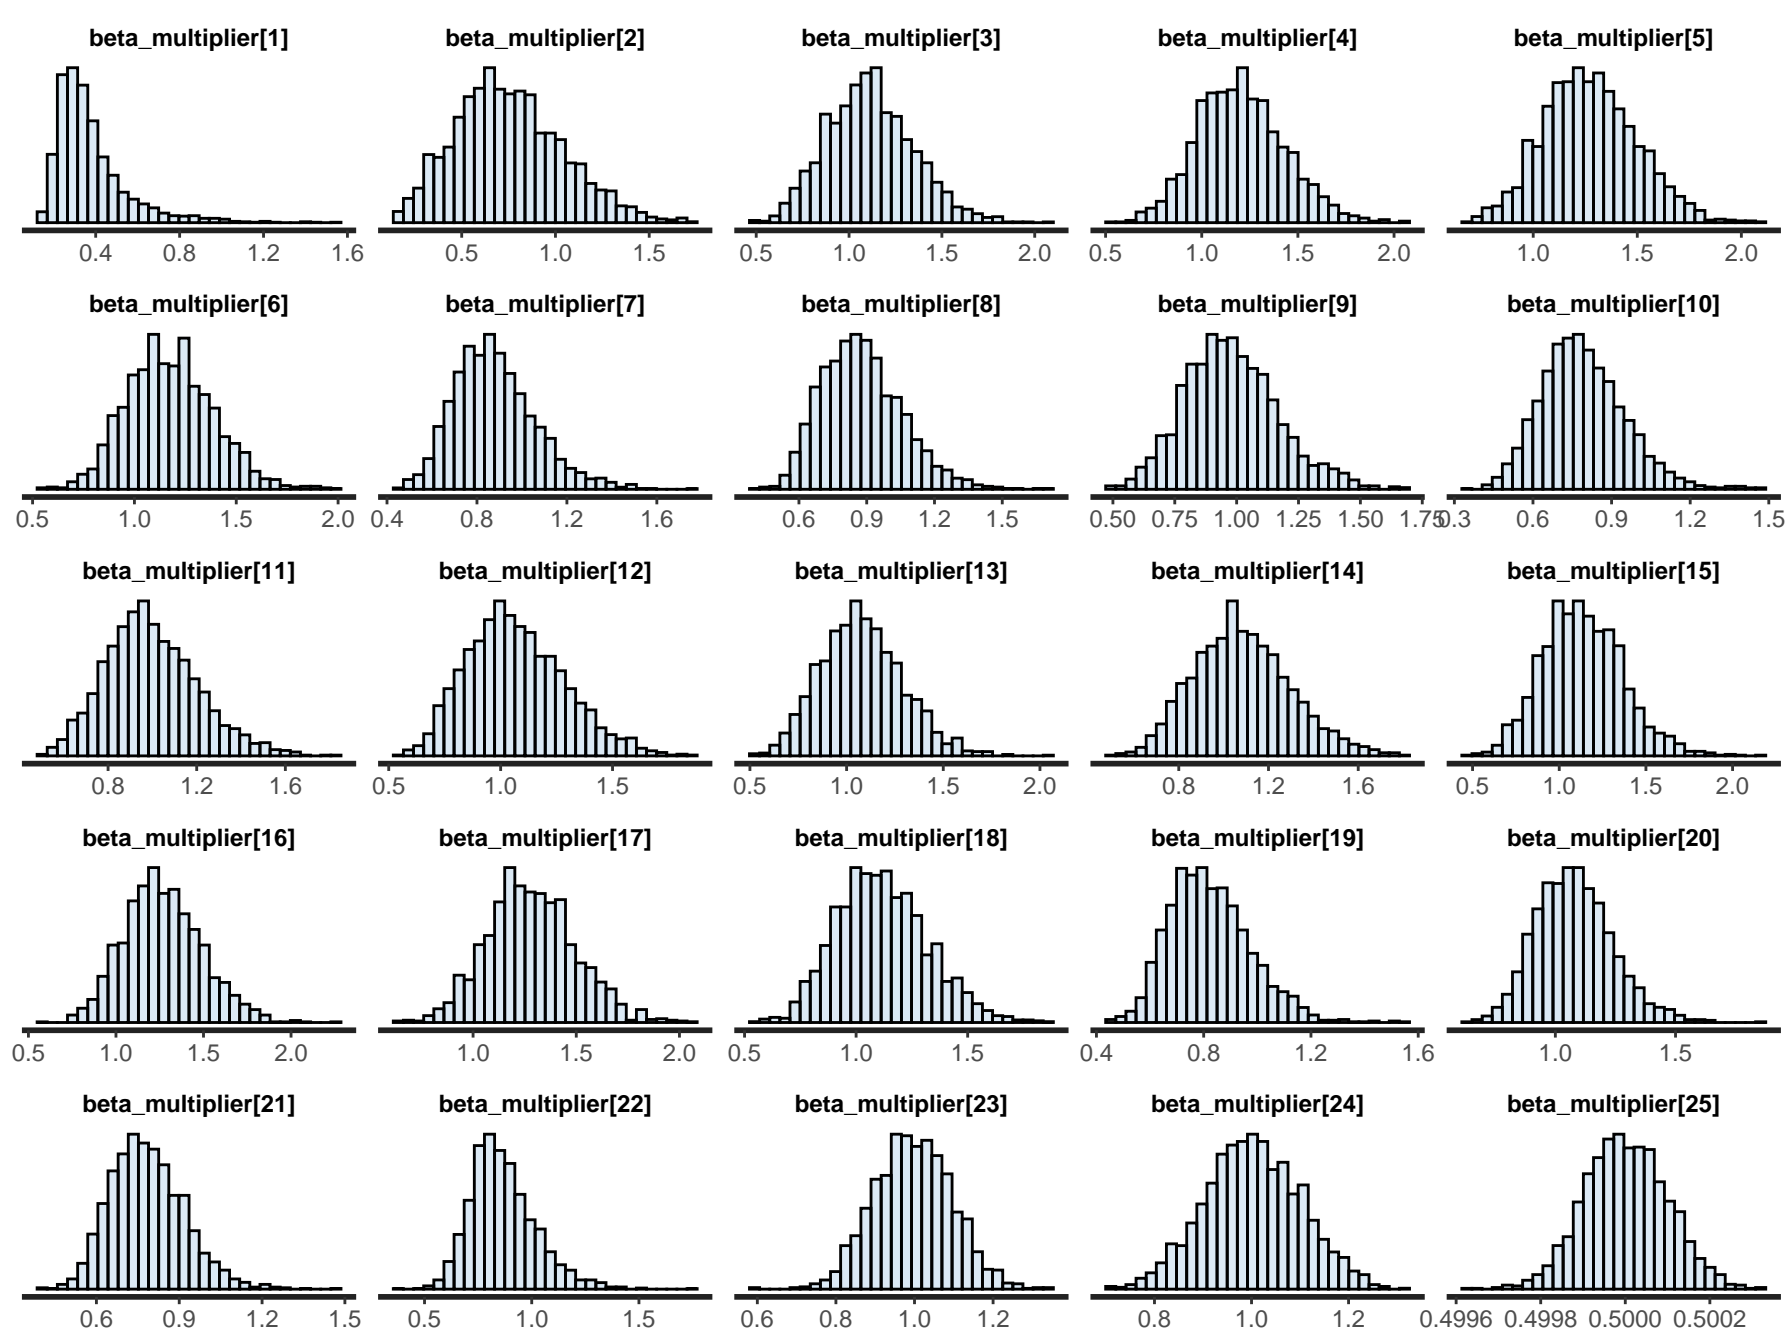 beta_multiplier[1] beta_multiplier[2] beta_multiplier[3] beta_multiplier[4] beta_multiplier[5]
0.4 0.8 1.2 1.6 0.5 1.0 1.5 0.5 1.0 1.5 2.0 0.5 1.0 1.5 2.0 1.0 1.5 2.0
beta_multiplier[6] beta_multiplier[7] beta_multiplier[8] beta_multiplier[9] beta_multiplier[10]
0.5 1.0 1.5 2.0 0.4 0.8 1.2 1.6 0.6 0.9 1.2 1.5 0.50 0.75 1.00 1.25 1.50 1.75 0.3 0.6 0.9 1.2 1.5
beta_multiplier[11] beta_multiplier[12] beta_multiplier[13] beta_multiplier[14] beta_multiplier[15]
0.8 1.2 1.6 0.5 1.0 1.5 0.5 1.0 1.5 2.0 0.8 1.2 1.6 0.5 1.0 1.5 2.0
beta_multiplier[16] beta_multiplier[17] beta_multiplier[18] beta_multiplier[19] beta_multiplier[20]
0.5 1.0 1.5 2.0 1.0 1.5 2.0 0.5 1.0 1.5 0.4 0.8 1.2 1.6 1.0 1.5
beta_multiplier[21] beta_multiplier[22] beta_multiplier[23] beta_multiplier[24] beta_multiplier[25]
0.6 0.9 1.2 1.5 0.5 1.0 1.5 0.6 0.8 1.0 1.2 0.8 1.0 1.2 0.4996 0.4998 0.5000 0.5002